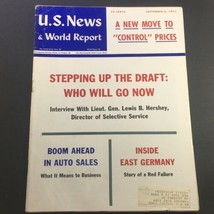 U.S. News
& World Report
A NEW MOVE TO
"CONTROL" PRICES
STEPPING UP THE DRAFT:
WHO WILL GO NOW
Interview With Lieut. Gen. Lewis B. Hershey,
Director of Selective Service
BOOM AHEAD
IN AUTO SALES
What It Means to Business
INSIDE
EAST GERMANY
Story of a Red Failure